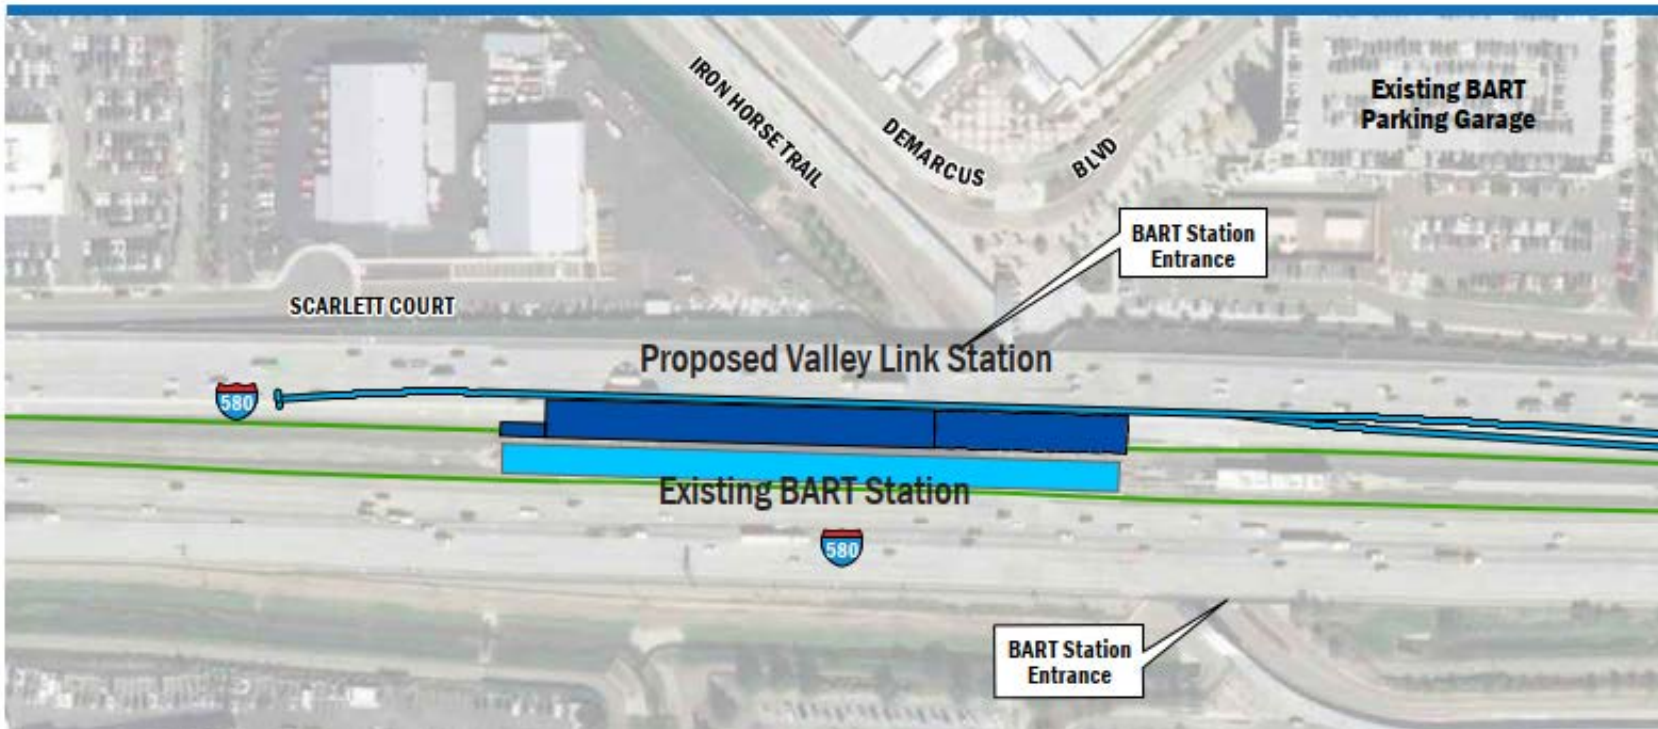 IRON HORSE TRAIL
DEMARCUS
BLVD
Existing BART
Parking Garage
BART Station
Entrance
SCARLETT COURT
Proposed Valley Link Station
580
Existing BART Station
580
BART Station
Entrance